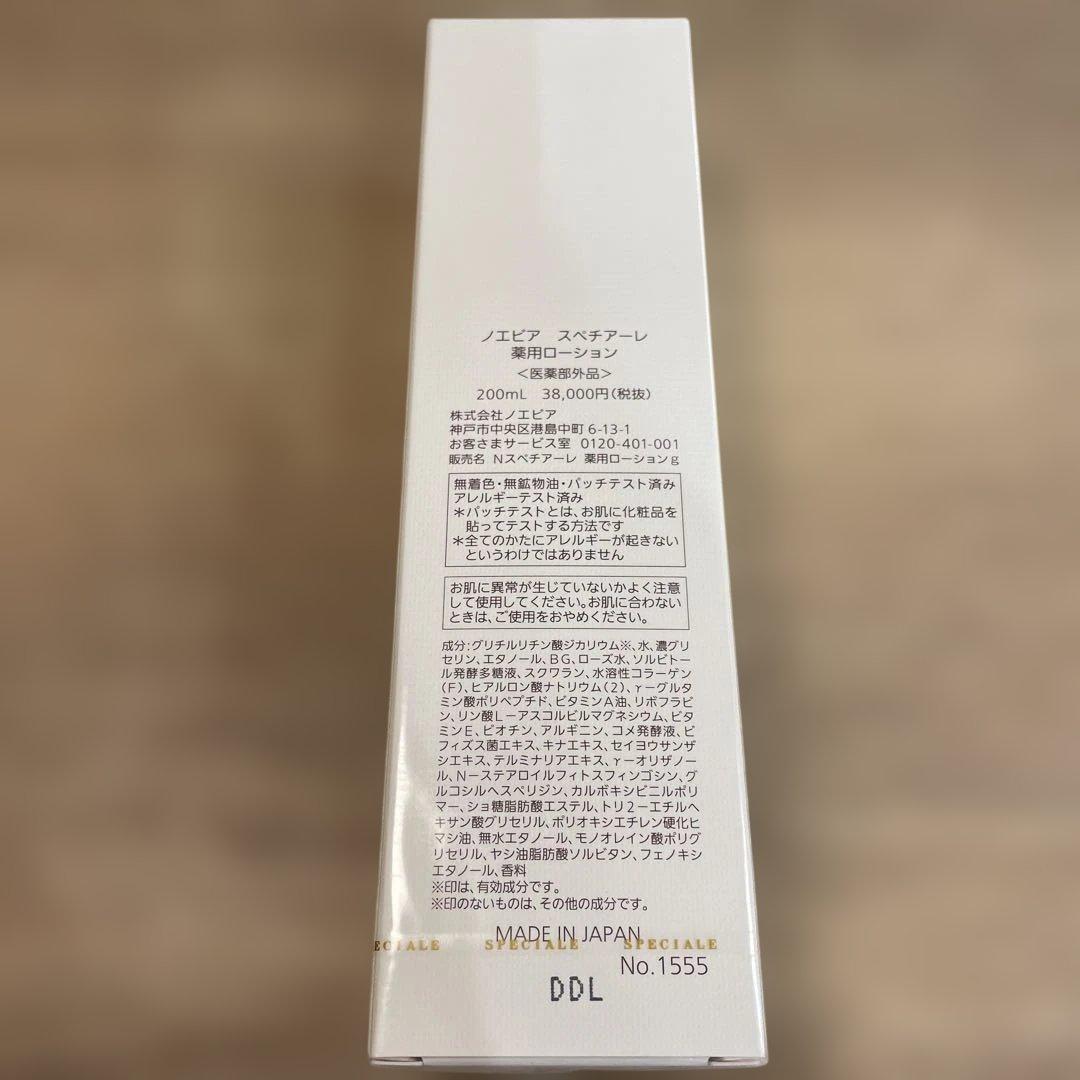 ノエビア　スペチアーレ
薬用ローション
＜医薬部外品＞
200mL　38,000円（税抜）
株式会社ノエビア
神戸市中央区港島中町6-13-1
お客さまサービス室 0120-401-001
販売名 Nスペチアーレ 薬用ローションg
無着色・無鉱物油・パッチテスト済み
アレルギーテスト済み
＊パッチテストとは、お肌に化粧品を
貼ってテストする方法です
＊全てのかたにアレルギーが起きない
というわけではありません
お肌に異常が生じていないかよく注意
して使用してください。お肌に合わない
ときは、ご使用をおやめください。
成分：グリチルリチン酸ジカリウム※、水、濃グリ
セリン、エタノール、BG、ローズ水、ソルビトー
ル発酵多糖液、スクワラン、水溶性コラーゲン
（F）、ヒアルロン酸ナトリウム（2）、γーグルタ
ミン酸ポリペプチド、ビタミンA油、リボフラビ
ン、リン酸Lーアスコルビルマグネシウム、ビタ
ミンE、ビオチン、アルギニン、コメ発酵液、ビ
フィズス菌エキス、キナエキス、セイヨウサンザ
シエキス、テルミナリアエキス、γーオリザノー
ル、Nーステアロイルフィトスフィンゴシン、グ
ルコシルヘスペリジン、カルボキシビニルポリ
マー、ショ糖脂肪酸エステル、トリ2ーエチルヘ
キサン酸グリセリル、ポリオキシエチレン硬化ヒ
マシ油、無水エタノール、モノオレイン酸ポリグ
リセリル、ヤシ油脂肪酸ソルビタン、フェノキシ
エタノール、香料
※印は、有効成分です。
※印のないものは、その他の成分です。
MADE IN JAPAN
ECIALE SPECIALE SPECIALE
No.1555
DDL